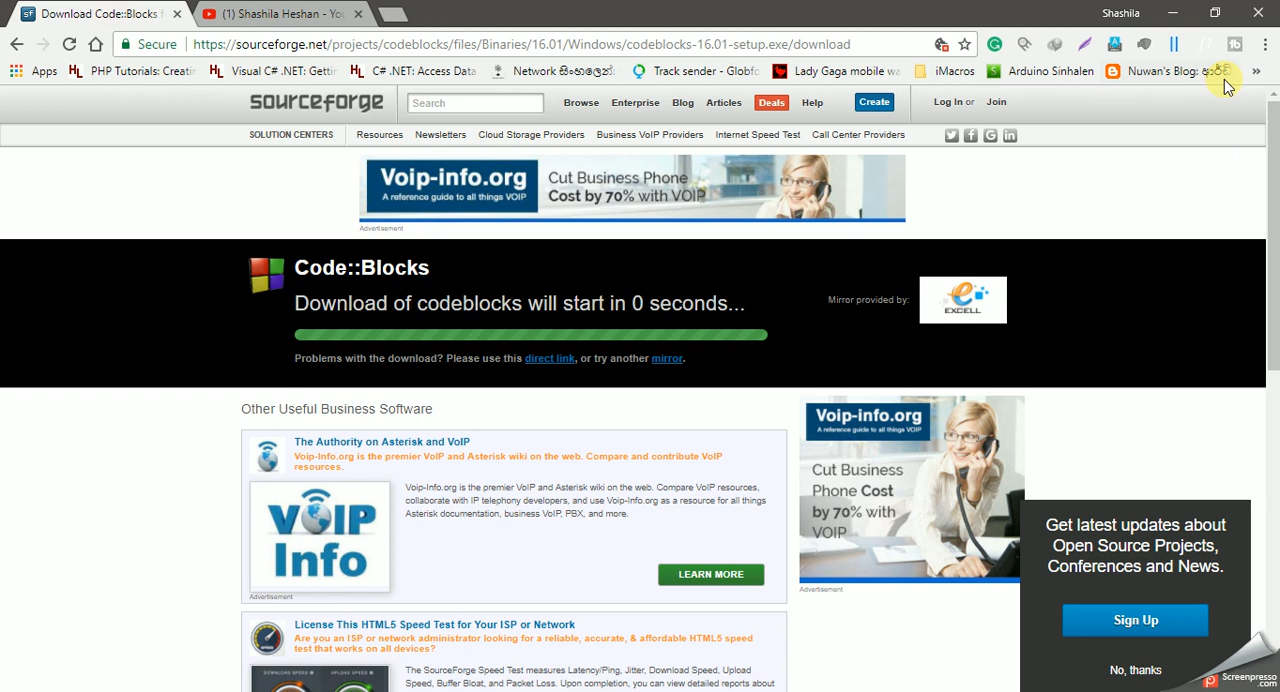 Download Code::Blocks f
(1) Shashila Heshan - You
Shashila
Secure
https://sourceforge.net/projects/codeblocks/files/Binaries/16.01/Windows/codeblocks-16.01-setup.exe/download
Apps
HL PHP Tutorials: Creatin
HL Visual C# .NET: Gettin
HL C# .NET: Access Data
Network සිංහලෙන්
Track sender - Globfo
Lady Gaga mobile wa
iMacros
S Arduino Sinhalen
Nuwan's Blog:
sourceforge
Search
Browse Enterprise Blog Articles Deals Help
Create
Log In or Join
SOLUTION CENTERS
Resources Newsletters Cloud Storage Providers Business VoIP Providers Internet Speed Test Call Center Providers
Voip-info.org
A reference guide to all things VOIP
Cut Business Phone
Cost by 70% with VOIP
Advertisement
Code::Blocks
Download of codeblocks will start in 0 seconds...
Problems with the download? Please use this direct link, or try another mirror.
Mirror provided by:
EXCELL
Other Useful Business Software
The Authority on Asterisk and VoIP
Voip-Info.org is the premier VoIP and Asterisk wiki on the web. Compare and contribute VoIP
resources.
VOIP
Info
Voip-Info.org is the premier VoIP and Asterisk wiki on the web. Compare VoIP resources,
collaborate with IP telephony developers, and use Voip-Info.org as a resource for all things
Asterisk documentation, business VoIP, PBX, and more.
LEARN MORE
Advertisement
License This HTML5 Speed Test for Your ISP or Network
Are you an ISP or network administrator looking for a reliable, accurate, & affordable HTML5 speed
test that works on all devices?
DOWNLOAD SPEED UPLOAD SPEED
The SourceForge Speed Test measures Latency/Ping, Jitter, Download Speed, Upload
Speed, Buffer Bloat, and Packet Loss. Upon completion, you can view detailed reports about
Voip-info.org
A reference guide to all things VOIP
Cut Business
Phone Cost
by 70% with
VOIP
Advertisement
Get latest updates about
Open Source Projects,
Conferences and News.
Sign Up
No, thanks
Screenpresso
.com